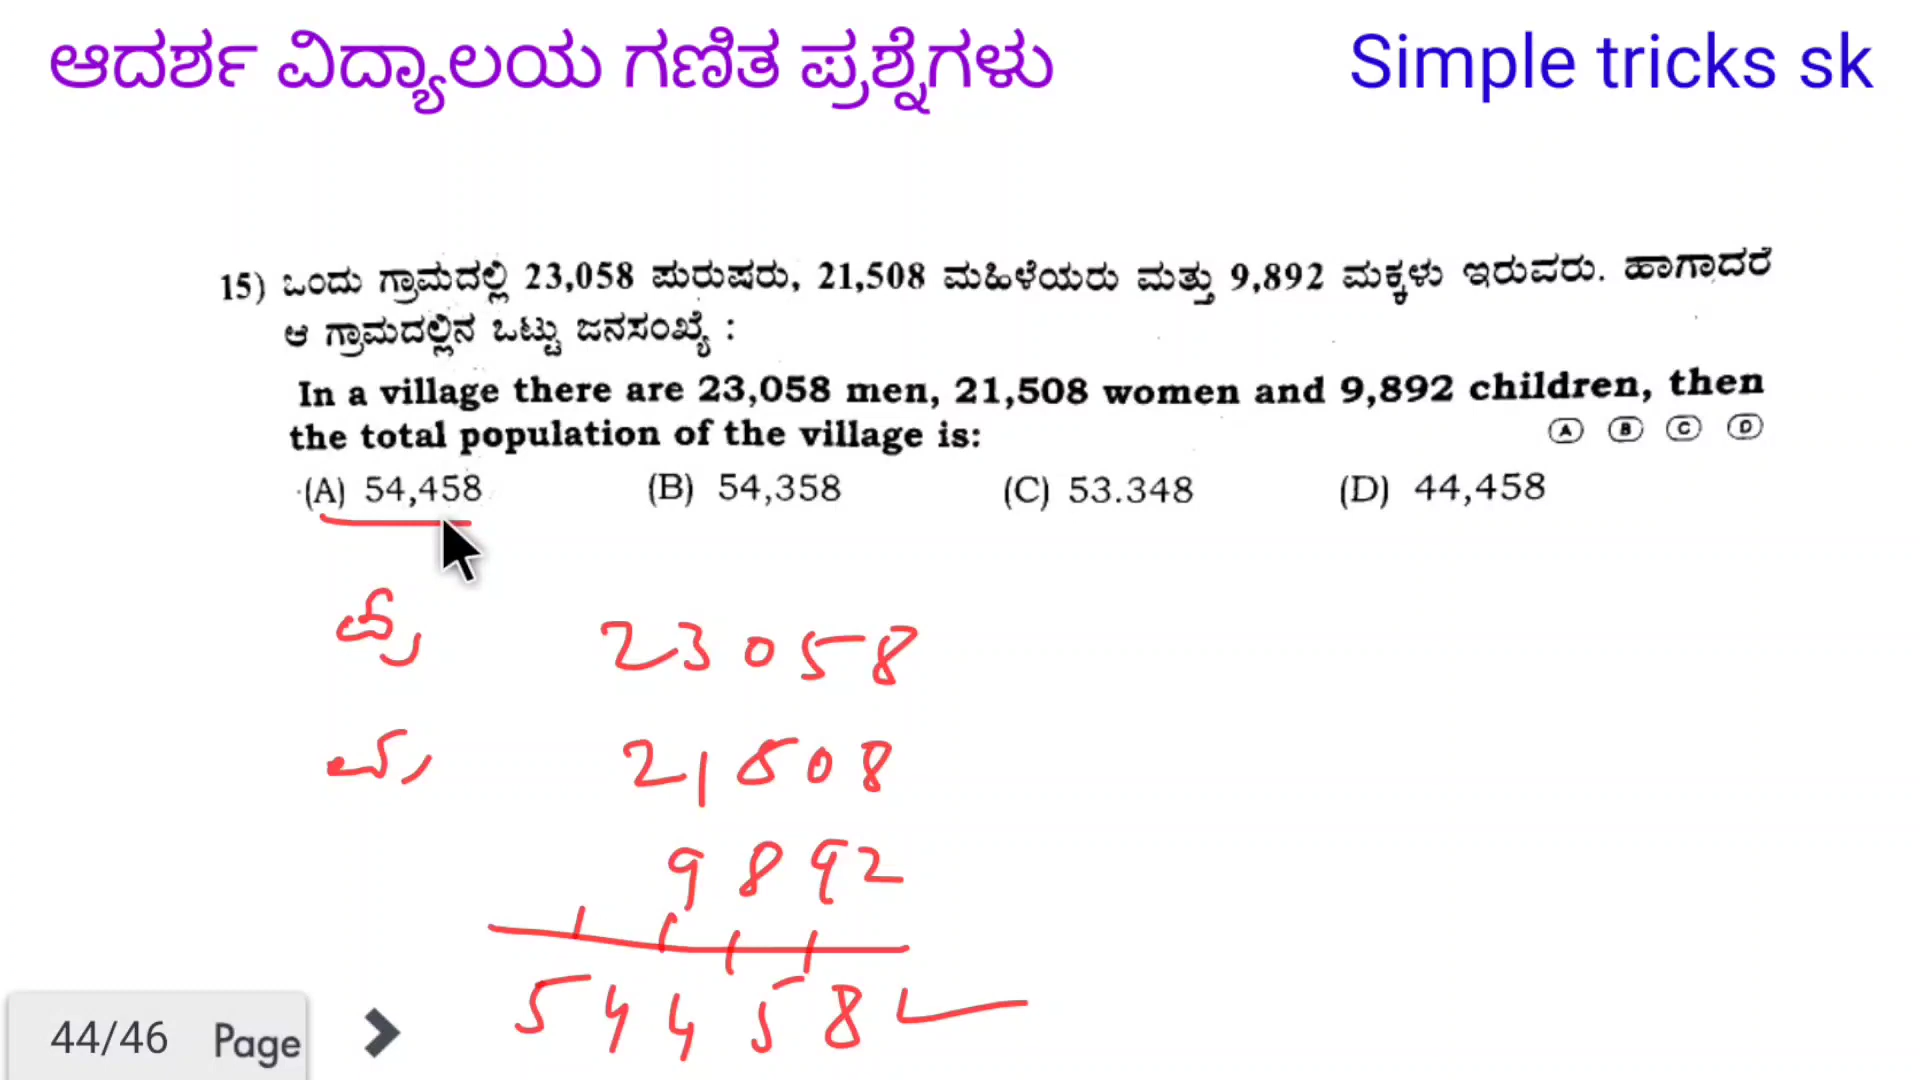 ಆದರ್ಶ ವಿದ್ಯಾಲಯ ಗಣಿತ ಪ್ರಶ್ನೆಗಳು
Simple tricks sk
15) ಒಂದು ಗ್ರಾಮದಲ್ಲಿ 23,058 ಪುರುಷರು, 21,508 ಮಹಿಳೆಯರು ಮತ್ತು 9,892 ಮಕ್ಕಳು ಇರುವರು. ಹಾಗಾದರೆ
ಆ ಗ್ರಾಮದಲ್ಲಿನ ಒಟ್ಟು ಜನಸಂಖ್ಯೆ :
In a village there are 23,058 men, 21,508 women and 9,892 children, then
the total population of the village is: A B C D
(A) 54,458 (B) 54,358 (C) 53.348 (D) 44,458
23058
21508
9892
54458
44/46 Page